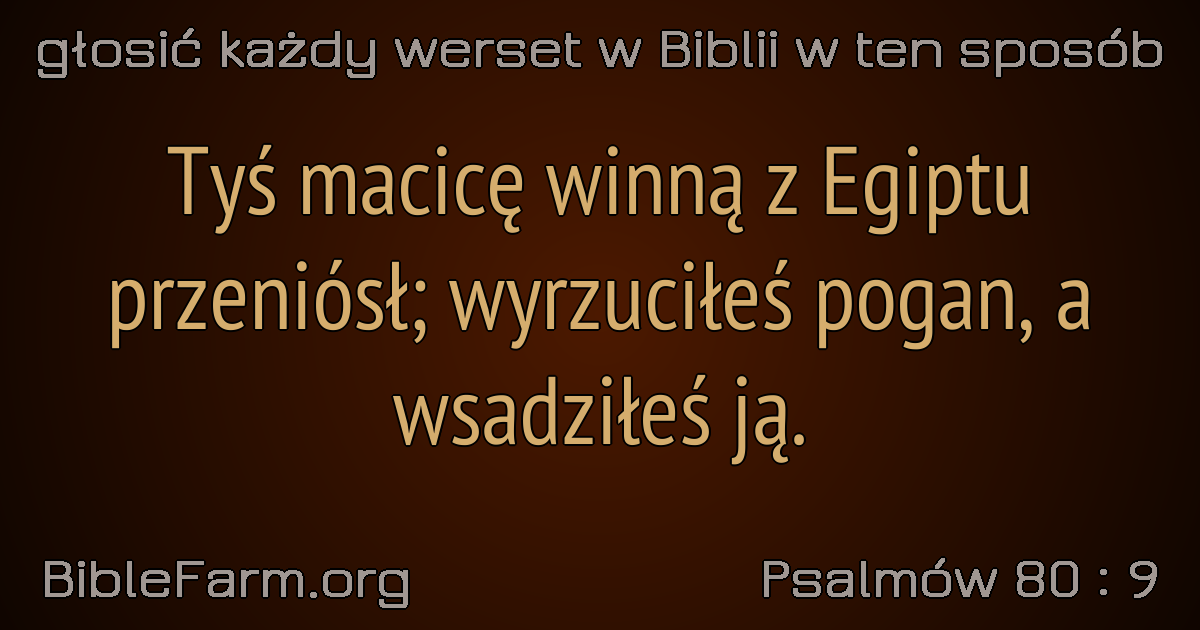 głosić każdy werset w Biblii w ten sposób
Tyś macicę winną z Egiptu
przeniósł; wyrzuciłeś pogan, a
wsadziłeś ją.
BibleFarm.org
Psalmów 80 : 9